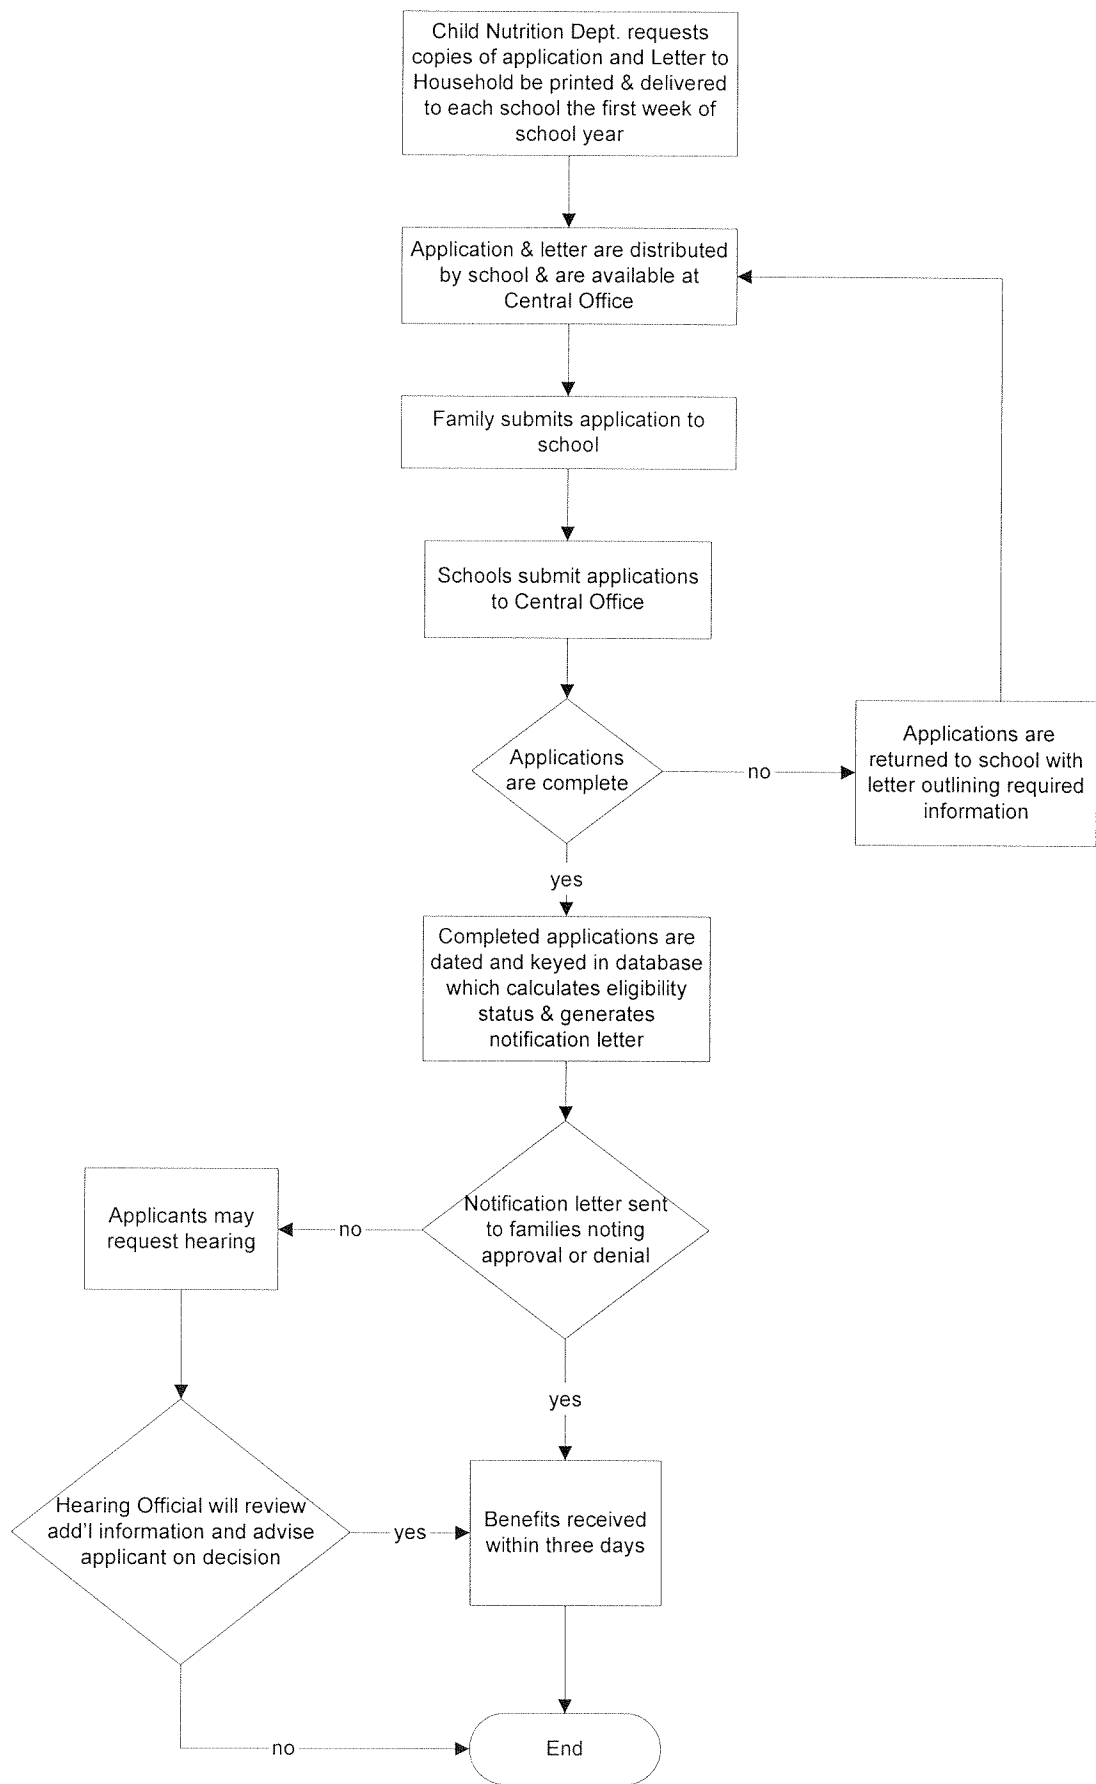 Child Nutrition Dept. requests
copies of application and Letter to
Household be printed & delivered
to each school the first week of
school year
Application & letter are distributed
by school & are available at
Central Office
Family submits application to
school
Schools submit applications
to Central Office
Applications
are complete
no
Applications are
returned to school with
letter outlining required
information
yes
Completed applications are
dated and keyed in database
which calculates eligibility
status & generates
notification letter
Notification letter sent
to families noting
approval or denial
no
Applicants may
request hearing
yes
Hearing Official will review
add'l information and advise
applicant on decision
yes
Benefits received
within three days
no
End